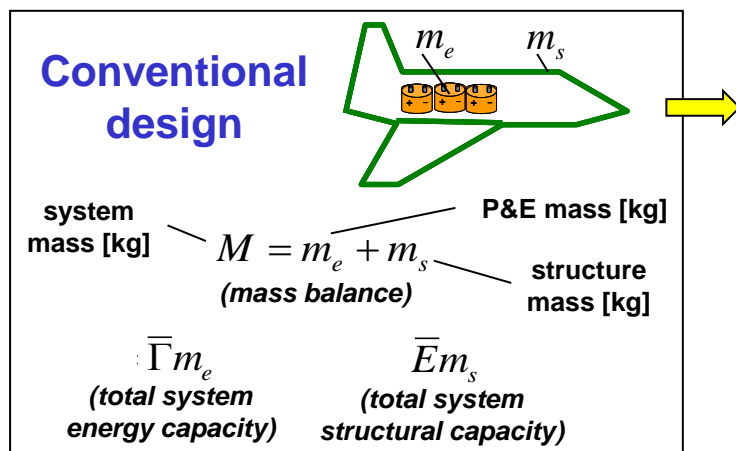 Conventional
design
m_e
m_s
+ - + - + -
system
mass [kg]
P&E mass [kg]
M = m_e + m_s
(mass balance)
structure
mass [kg]
: Γ̅m_e
(total system
energy capacity)
E̅m_s
(total system
structural capacity)